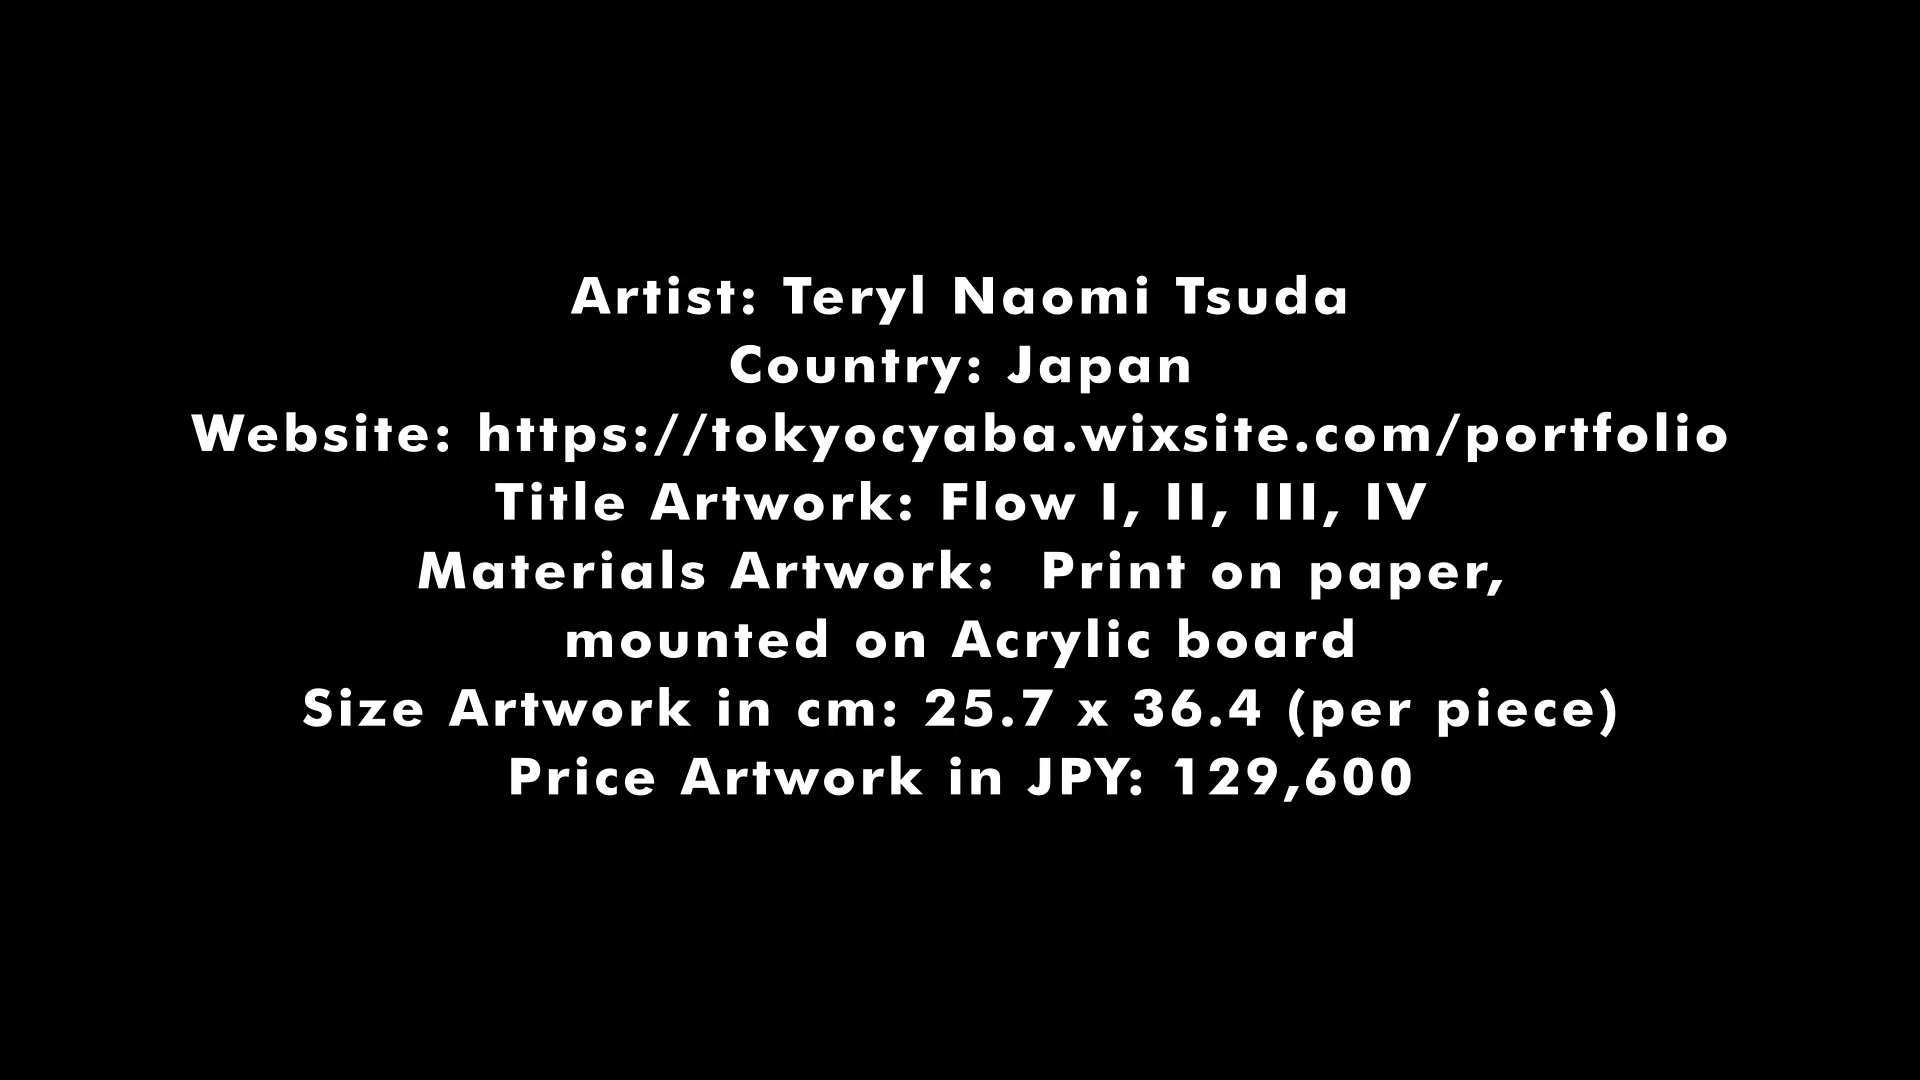 Artist: Teryl Naomi Tsuda
Country: Japan
Website: https://tokyocyaba.wixsite.com/portfolio
Title Artwork: Flow I, II, III, IV
Materials Artwork:  Print on paper,
mounted on Acrylic board
Size Artwork in cm: 25.7 x 36.4 (per piece)
Price Artwork in JPY: 129,600